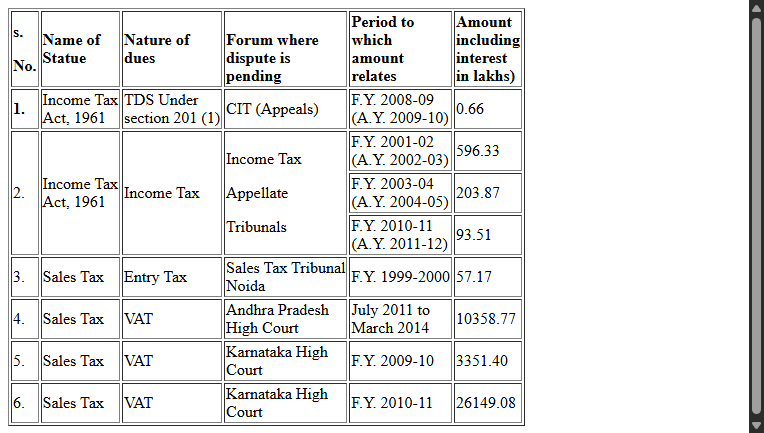 s.
No.
Name of
Statue
Nature of
dues
Forum where
dispute is
pending
Period to
which
amount
relates
Amount
including
interest
in lakhs)
1.
Income Tax
Act, 1961
TDS Under
section 201 (1)
CIT (Appeals)
F.Y. 2008-09
(A.Y. 2009-10)
0.66
2.
Income Tax
Act, 1961
Income Tax
Income Tax
Appellate
Tribunals
F.Y. 2001-02
(A.Y. 2002-03)
596.33
F.Y. 2003-04
(A.Y. 2004-05)
203.87
F.Y. 2010-11
(A.Y. 2011-12)
93.51
3.
Sales Tax
Entry Tax
Sales Tax Tribunal
Noida
F.Y. 1999-2000
57.17
4.
Sales Tax
VAT
Andhra Pradesh
High Court
July 2011 to
March 2014
10358.77
5.
Sales Tax
VAT
Karnataka High
Court
F.Y. 2009-10
3351.40
6.
Sales Tax
VAT
Karnataka High
Court
F.Y. 2010-11
26149.08